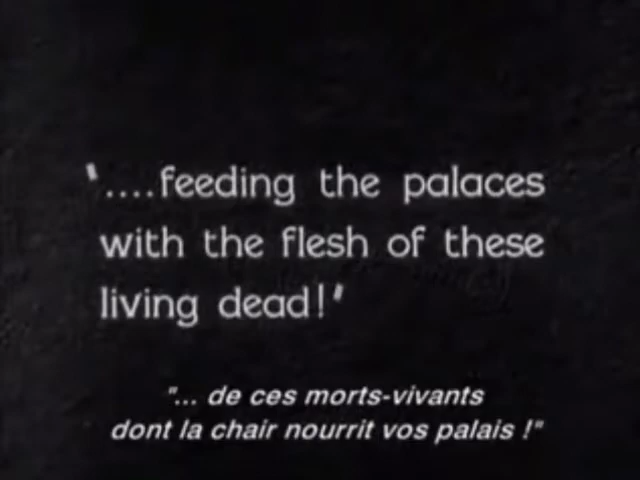 '....feeding the palaces
with the flesh of these
living dead!'
"... de ces morts-vivants
dont la chair nourrit vos palais !"